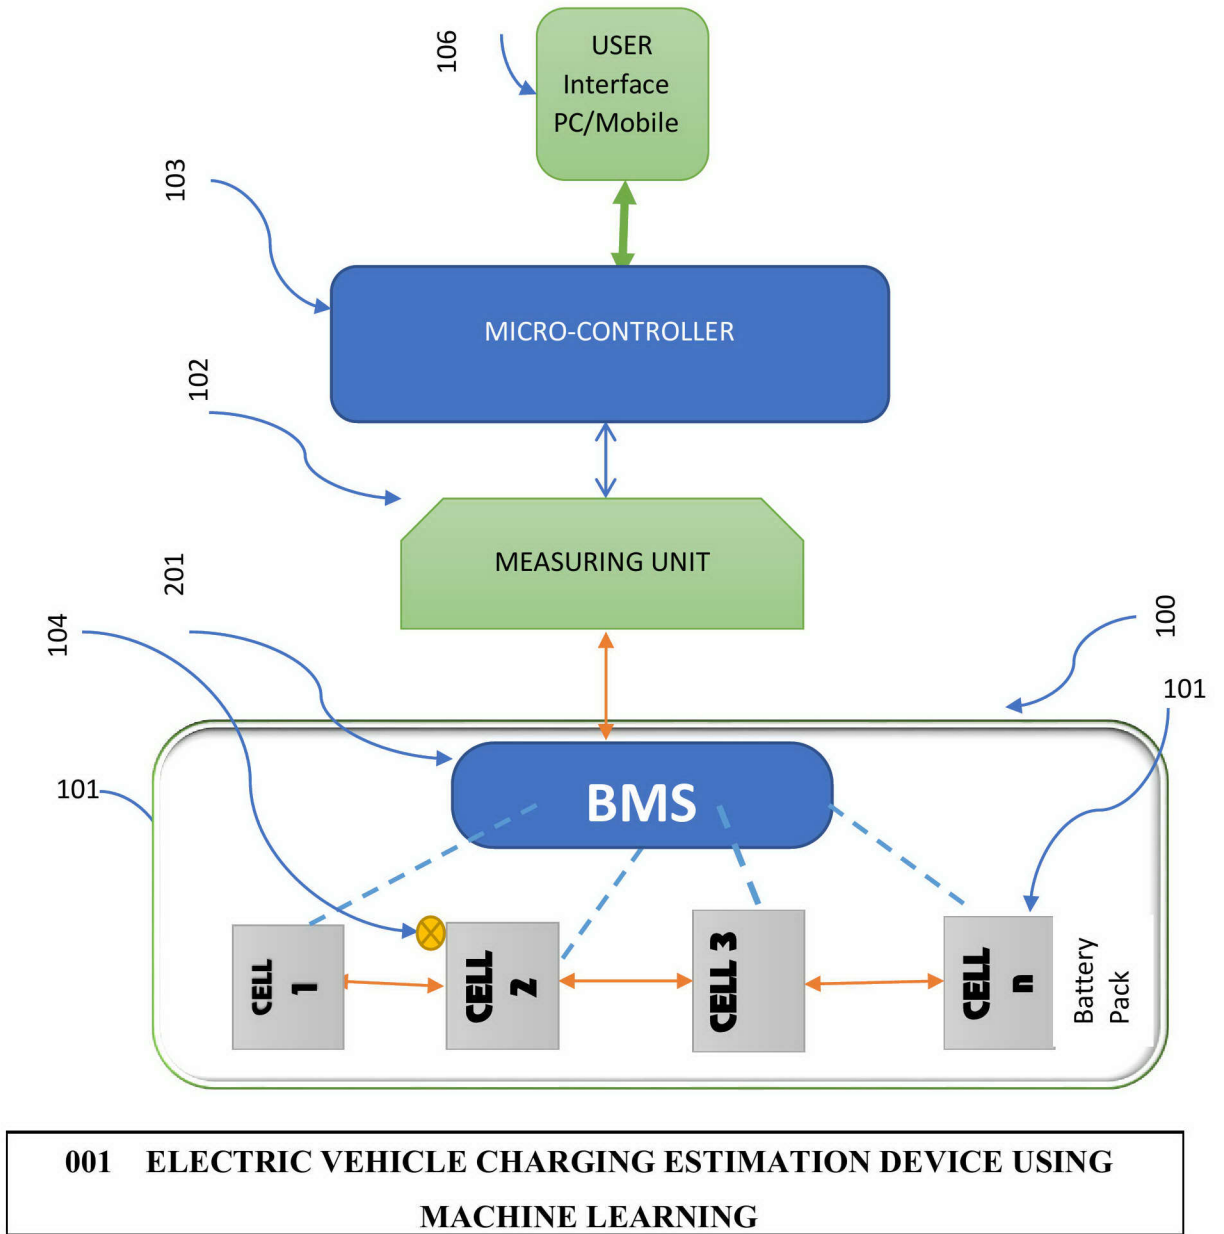 106
USER
Interface
PC/Mobile
103
MICRO-CONTROLLER
102
MEASURING UNIT
201
104
100
101
101
BMS
CELL
1
CELL
2
CELL 3
CELL
n
Battery
Pack
001 ELECTRIC VEHICLE CHARGING ESTIMATION DEVICE USING
MACHINE LEARNING